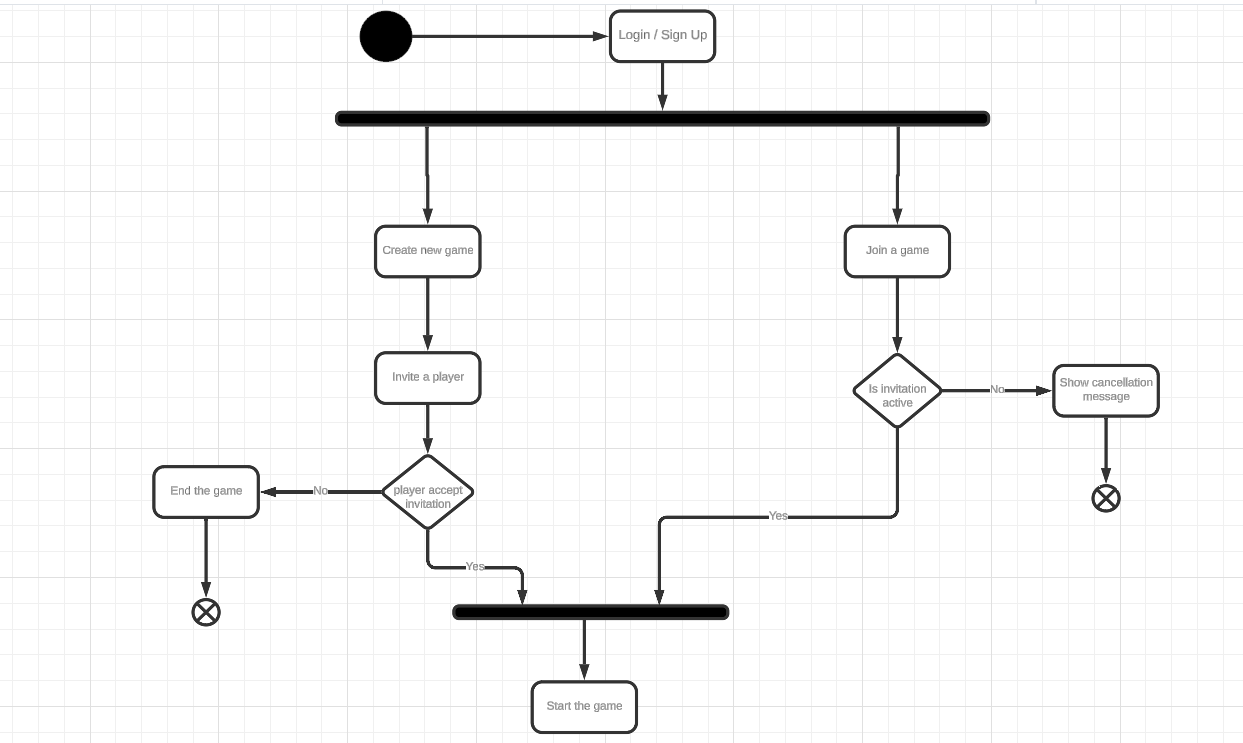 Login / Sign Up
Create new game
Join a game
Invite a player
Is invitation
active
No
Show cancellation
message
End the game
No
player accept
invitation
Yes
Yes
Start the game